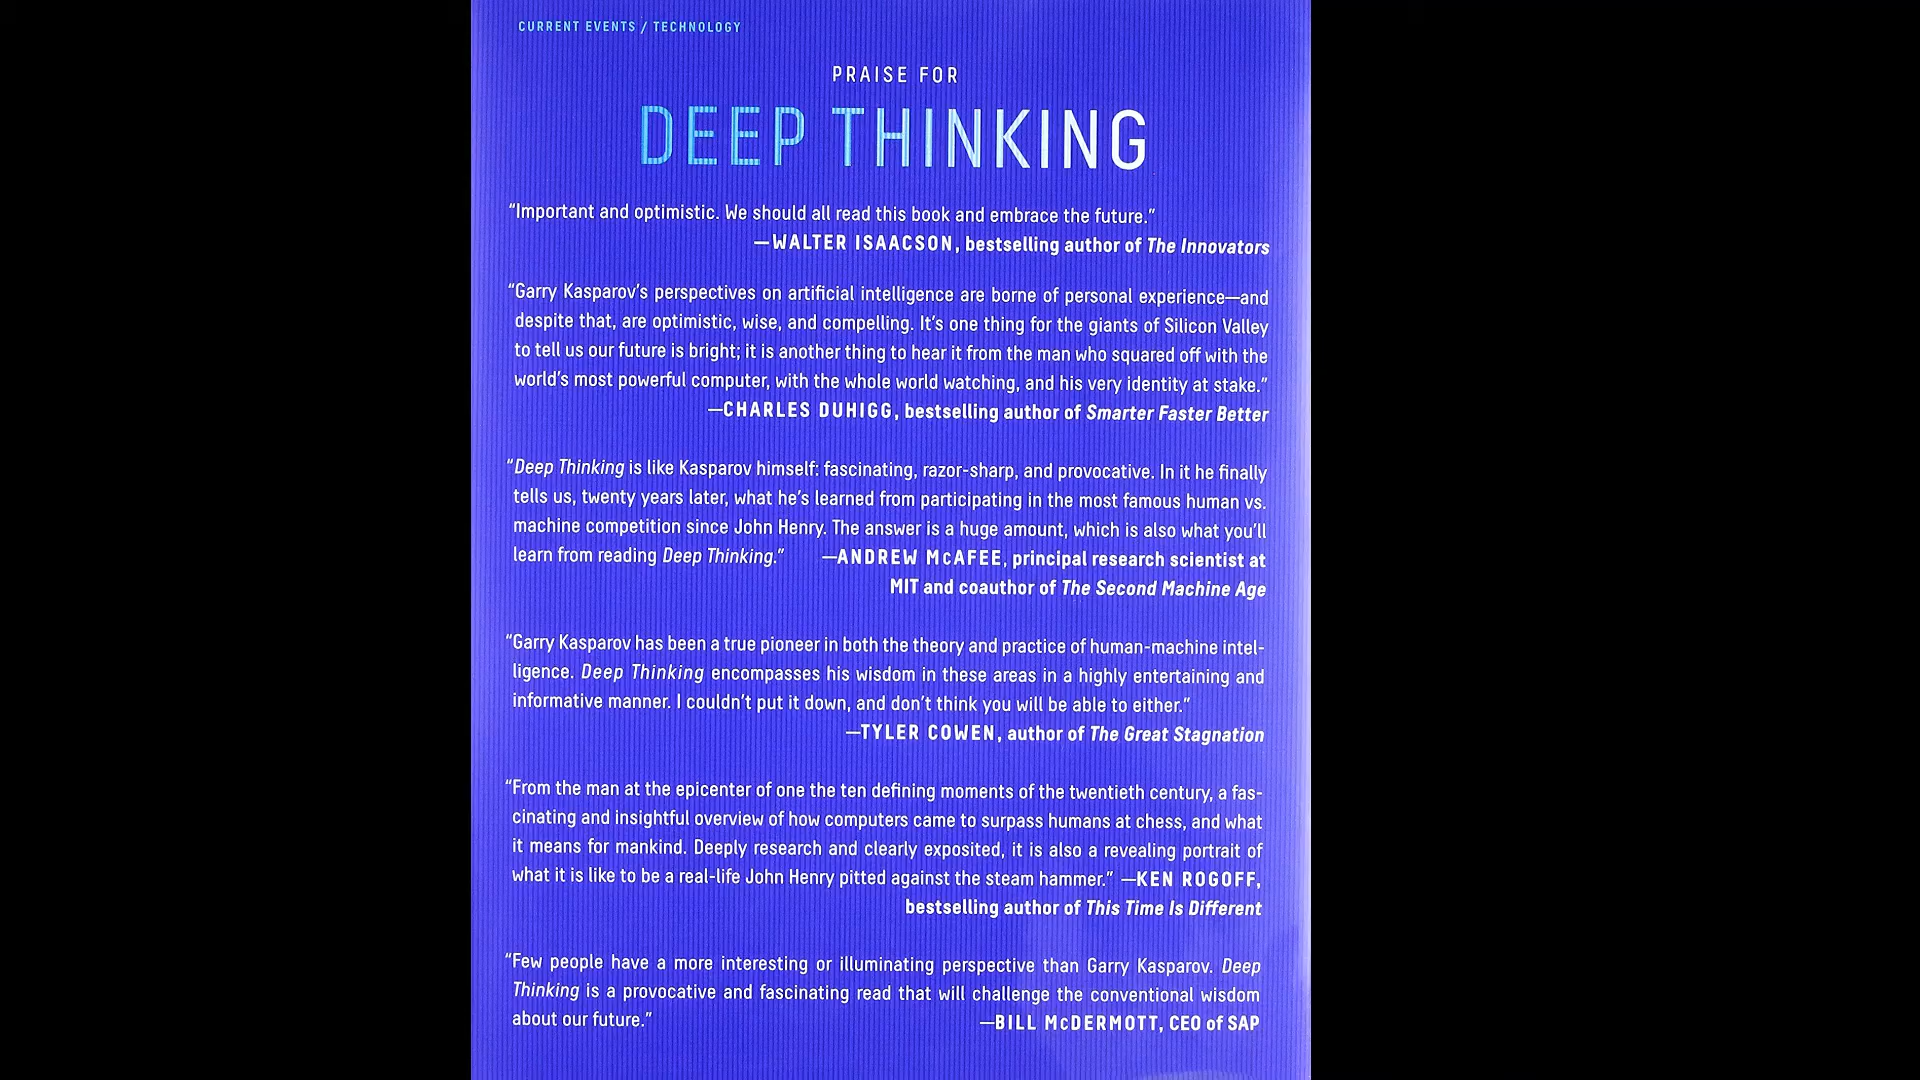 CURRENT EVENTS / TECHNOLOGY
PRAISE FOR
DEEP THINKING
“Important and optimistic. We should all read this book and embrace the future.”
—WALTER ISAACSON, bestselling author of The Innovators
“Garry Kasparov’s perspectives on artificial intelligence are borne of personal experience—and
despite that, are optimistic, wise, and compelling. It’s one thing for the giants of Silicon Valley
to tell us our future is bright; it is another thing to hear it from the man who squared off with the
world’s most powerful computer, with the whole world watching, and his very identity at stake.”
—CHARLES DUHIGG, bestselling author of Smarter Faster Better
“Deep Thinking is like Kasparov himself: fascinating, razor-sharp, and provocative. In it he finally
tells us, twenty years later, what he’s learned from participating in the most famous human vs.
machine competition since John Henry. The answer is a huge amount, which is also what you’ll
learn from reading Deep Thinking.” —ANDREW McAFEE, principal research scientist at
MIT and coauthor of The Second Machine Age
“Garry Kasparov has been a true pioneer in both the theory and practice of human-machine intel-
ligence. Deep Thinking encompasses his wisdom in these areas in a highly entertaining and
informative manner. I couldn’t put it down, and don’t think you will be able to either.”
—TYLER COWEN, author of The Great Stagnation
“From the man at the epicenter of one the ten defining moments of the twentieth century, a fas-
cinating and insightful overview of how computers came to surpass humans at chess, and what
it means for mankind. Deeply research and clearly exposited, it is also a revealing portrait of
what it is like to be a real-life John Henry pitted against the steam hammer.” —KEN ROGOFF,
bestselling author of This Time Is Different
“Few people have a more interesting or illuminating perspective than Garry Kasparov. Deep
Thinking is a provocative and fascinating read that will challenge the conventional wisdom
about our future.” —BILL McDERMOTT, CEO of SAP